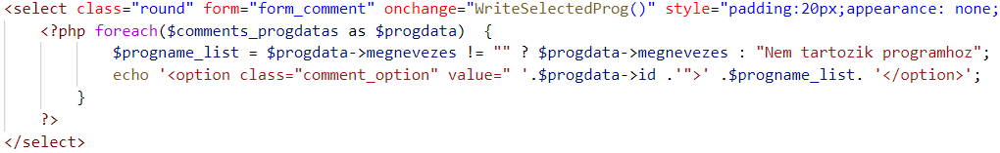 <select class="round" form="form_comment" onchange="WriteSelectedProg()" style="padding:20px;appearance: none;
<?php foreach($comments_progdatas as $progdata)  {
$progname_list = $progdata->megnevezes != "" ? $progdata->megnevezes : "Nem tartozik programhoz";
echo '<option class="comment_option" value=" '.$progdata->id .'">' .$progname_list. '</option>';
}
?>
</select>